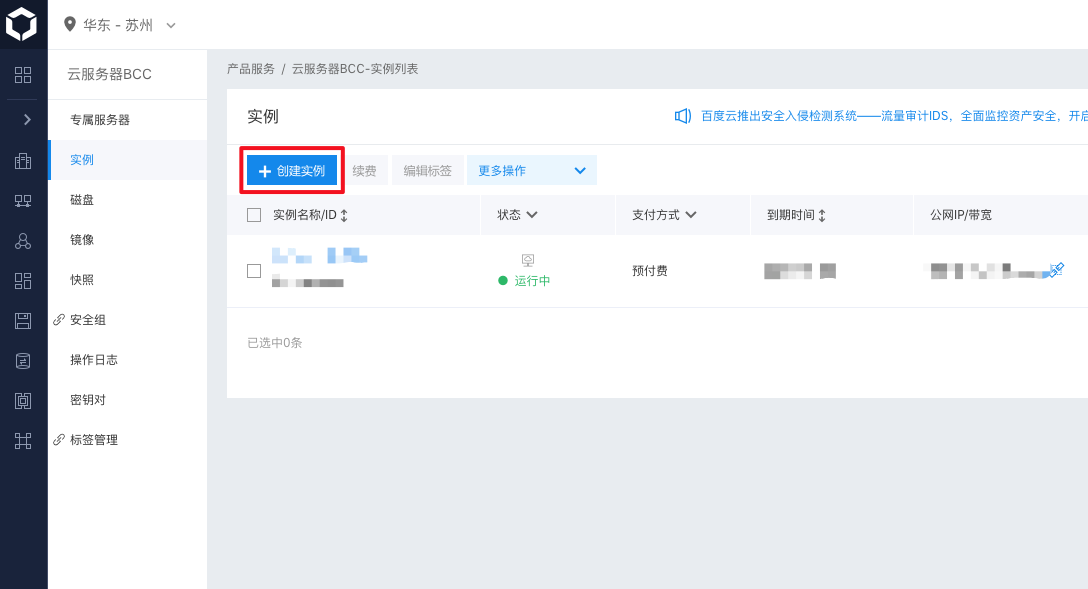 华东 - 苏州
云服务器BCC
专属服务器
实例
磁盘
镜像
快照
安全组
操作日志
密钥对
标签管理
产品服务 / 云服务器BCC-实例列表
实例
百度云推出安全入侵检测系统——流量审计IDS，全面监控资产安全，开启
创建实例 续费 编辑标签 更多操作
实例名称/ID 状态 支付方式 到期时间 公网IP/带宽
运行中 预付费
已选中0条